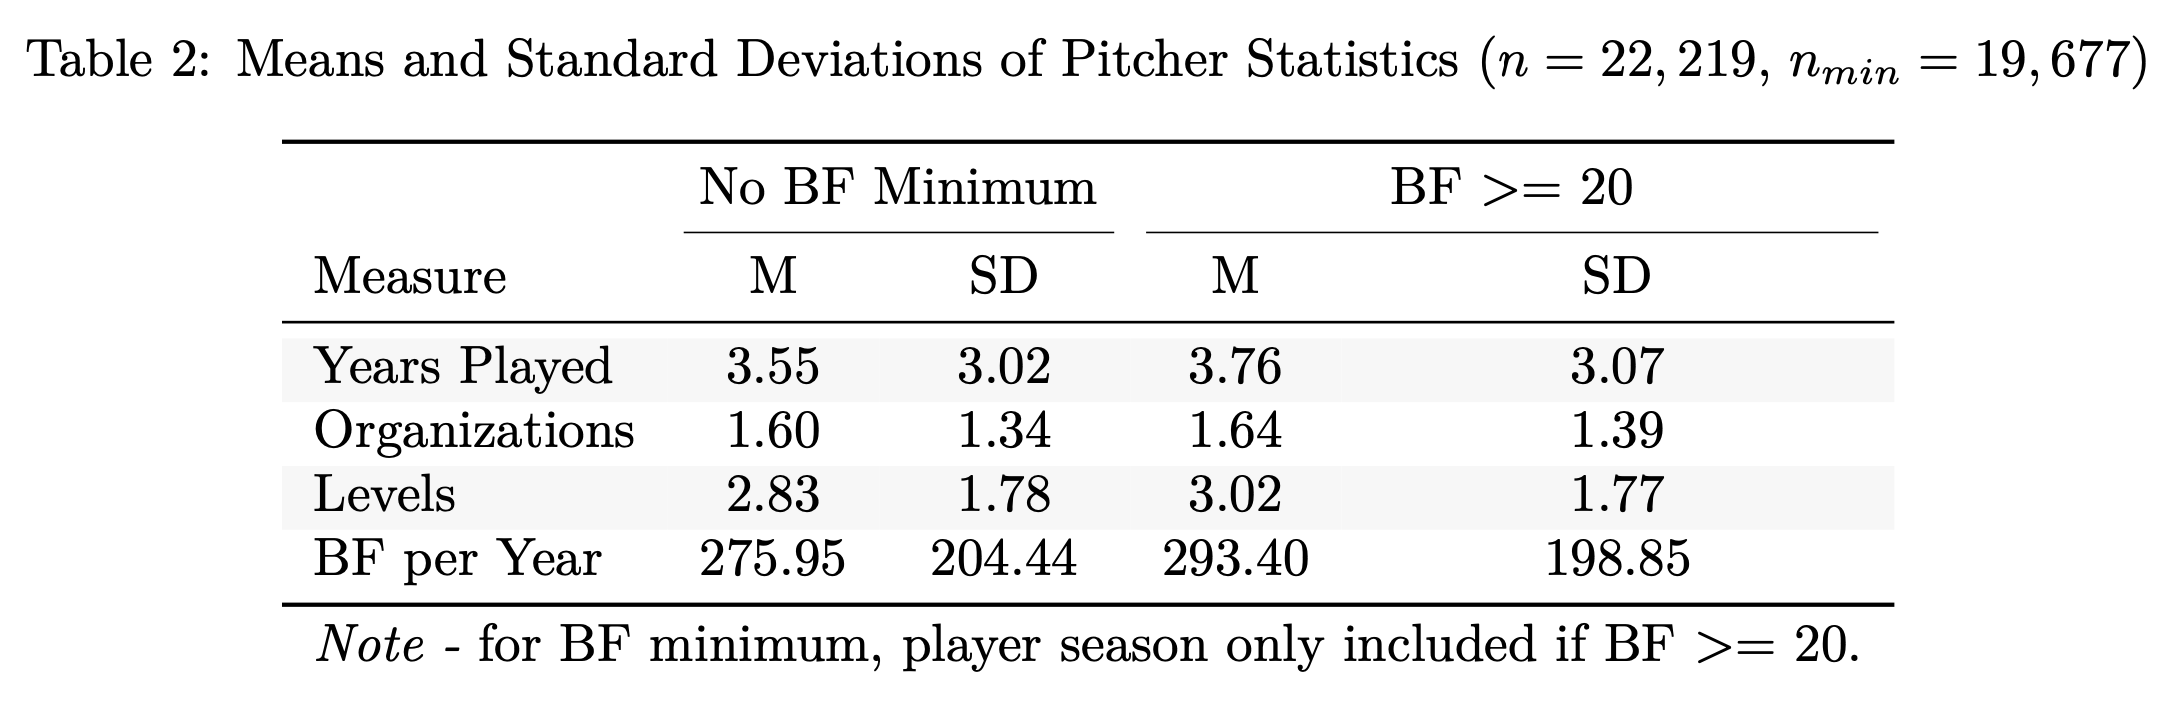 Table 2: Means and Standard Deviations of Pitcher Statistics (n = 22, 219, nmin = 19, 677)
No BF Minimum BF >= 20
Measure M SD M SD
Years Played 3.55 3.02 3.76 3.07
Organizations 1.60 1.34 1.64 1.39
Levels 2.83 1.78 3.02 1.77
BF per Year 275.95 204.44 293.40 198.85
Note - for BF minimum, player season only included if BF >= 20.